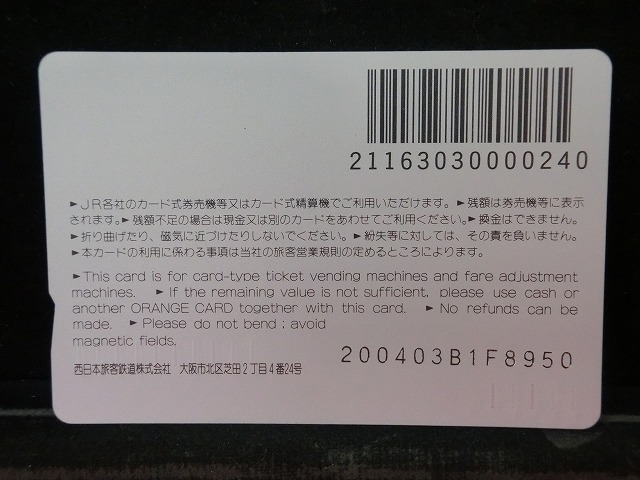 21163030000240
►JR各社のカード式券売機等又はカード式精算機でご利用いただけます。►残額は券売機等に表示
されます。►残額不足の場合は現金又は別のカードをあわせてご利用ください。►換金はできません。
►折り曲げたり、磁気に近づけたりしないでください。►紛失等に対しては、その責を負いません。
►本カードの利用に係わる事項は当社の旅客営業規則の定めるところによります。
►This card is for card-type ticket vending machines and fare adjustment
machines. ►If the remaining value is not sufficient, please use cash or
another ORANGE CARD together with this card. ►No refunds can be
made. ►Please do not bend; avoid
magnetic fields.
200403B1F8950
西日本旅客鉄道株式会社 大阪市北区芝田2丁目4番24号